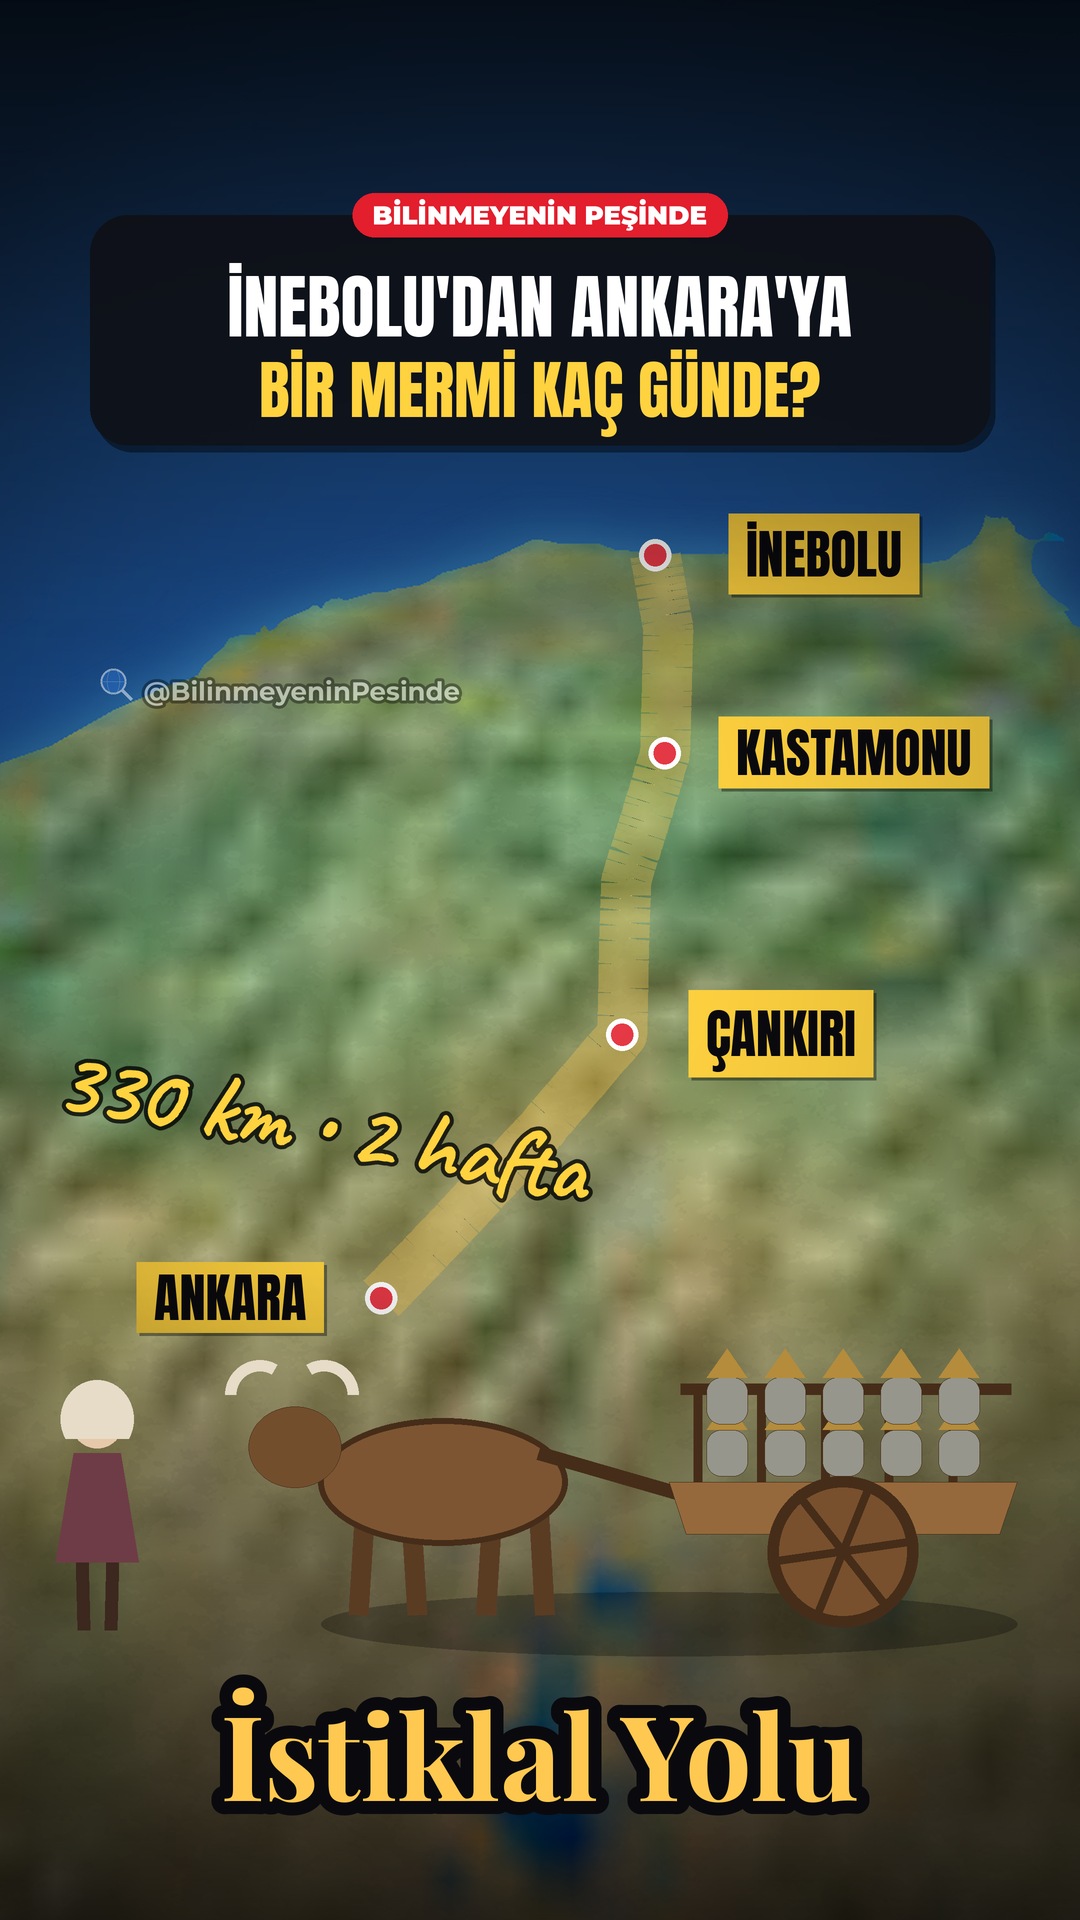 BİLİNMEYENİN PEŞİNDE
İNEBOLU'DAN ANKARA'YA
BİR MERMİ KAÇ GÜNDE?
İNEBOLU
@BilinmeyeninPesinde
KASTAMONU
ÇANKIRI
330 km • 2 hafta
ANKARA
İstiklal Yolu